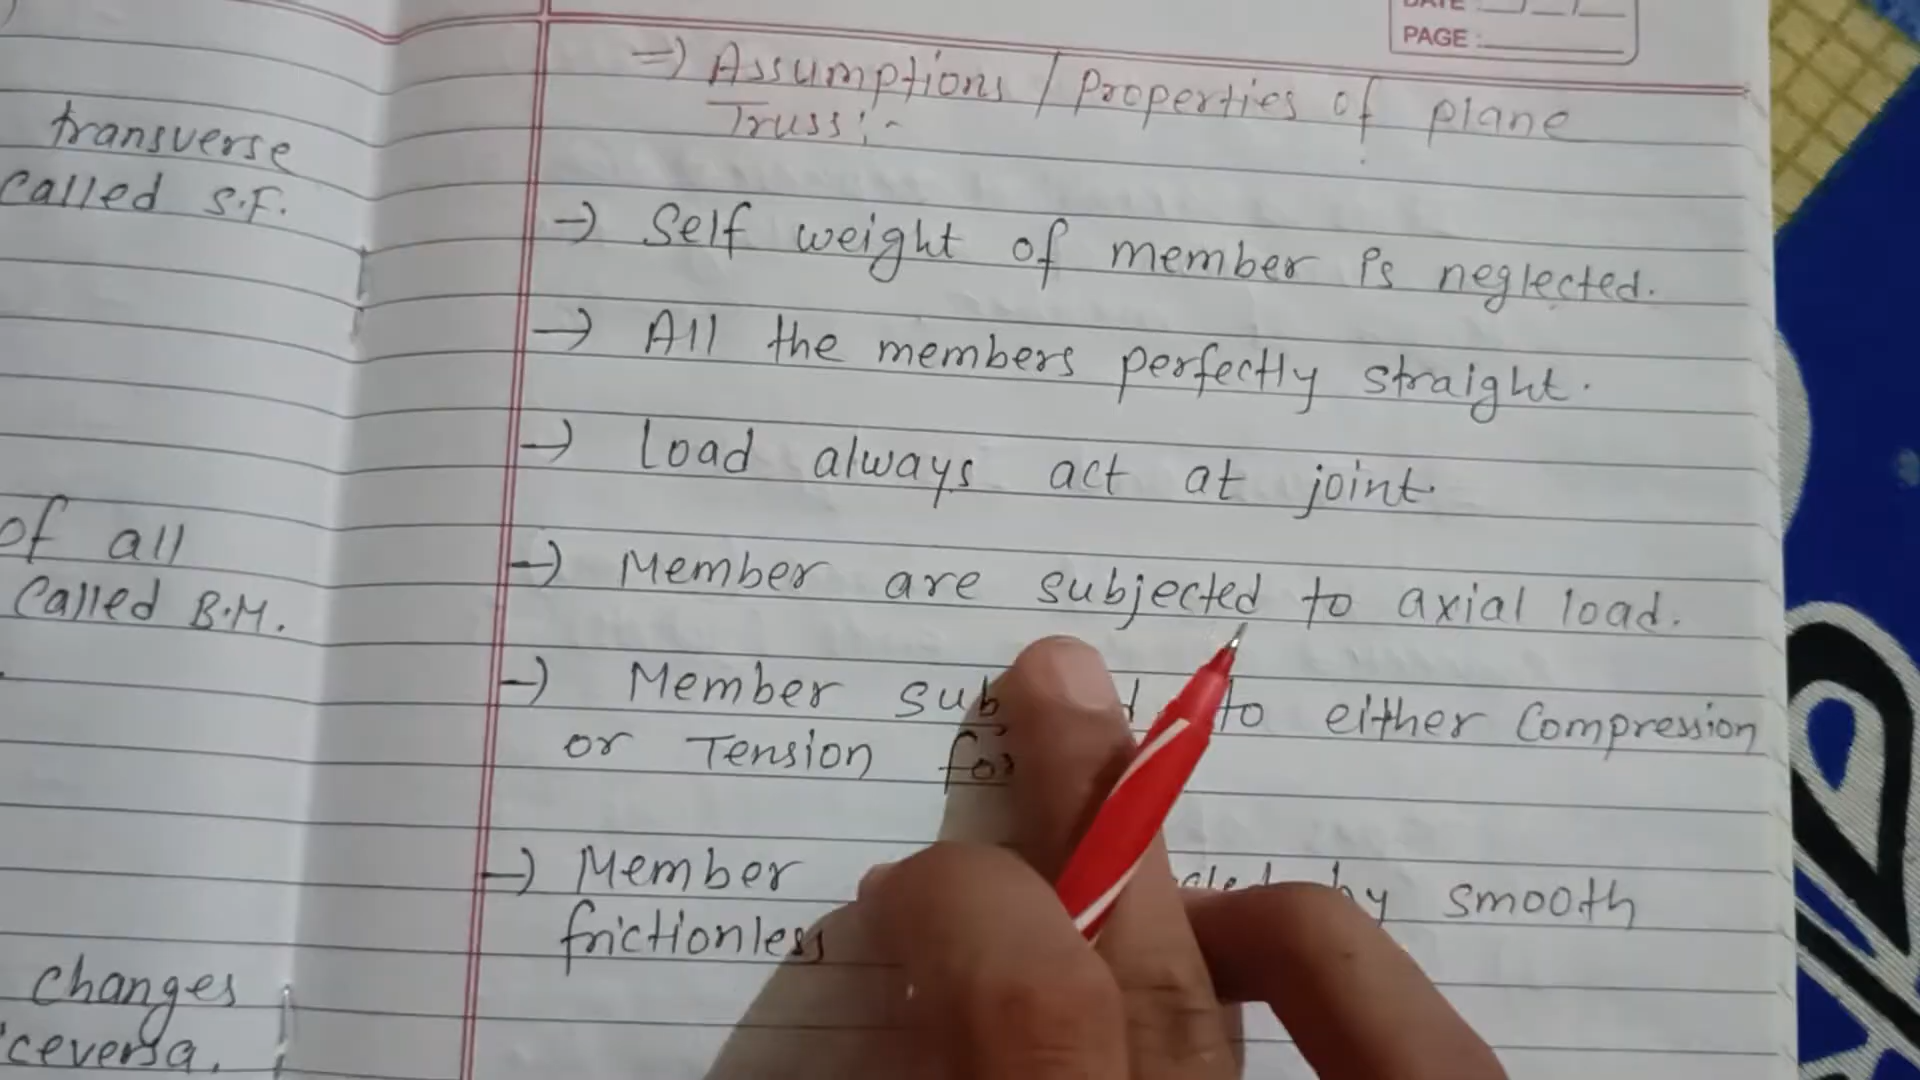 DATE
PAGE :
=) Assumptions / Properties of plane
Truss :-
transverse
called S.F.
→ Self weight of member is neglected.
→ All the members perfectly straight.
→ Load always act at joint.
of all
Called B.M.
→ Member are subjected to axial load.
→ Member to either Compression
or Tension
→ Member by smooth
frictionless
changes